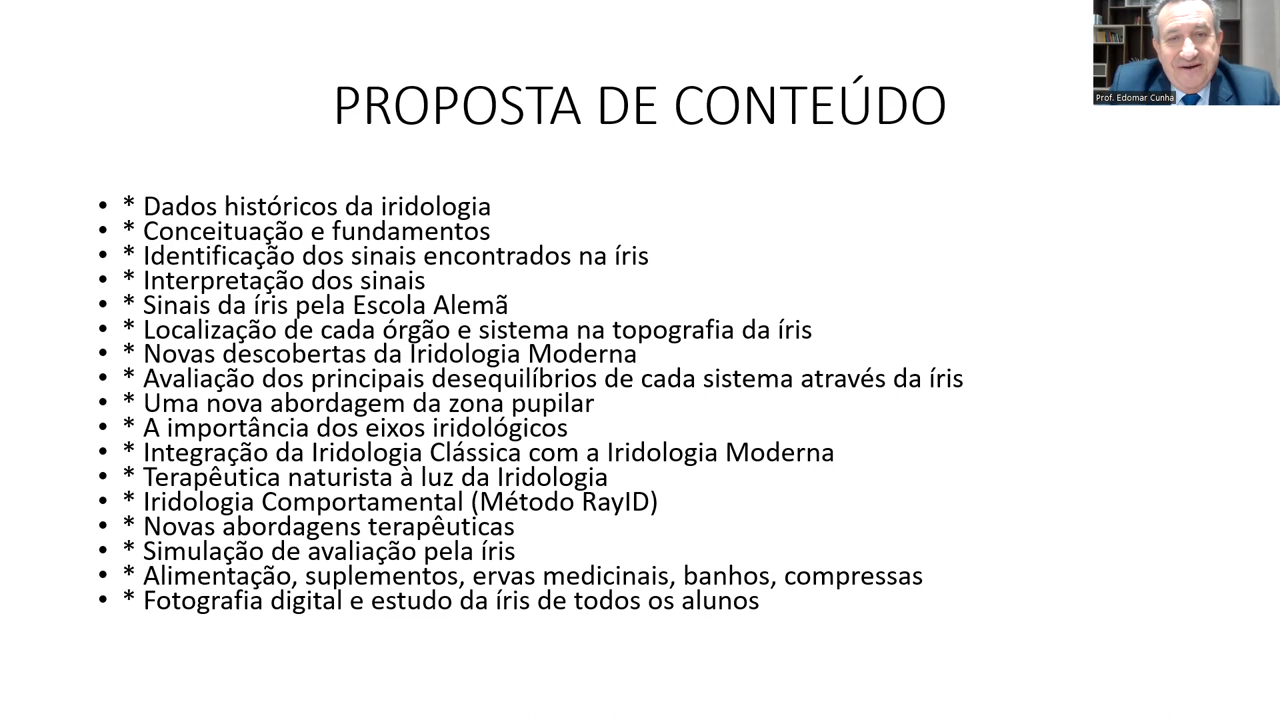 Prof. Edomar Cunha
PROPOSTA DE CONTEÚDO
• * Dados históricos da iridologia
• * Conceituação e fundamentos
• * Identificação dos sinais encontrados na íris
• * Interpretação dos sinais
• * Sinais da íris pela Escola Alemã
• * Localização de cada órgão e sistema na topografia da íris
• * Novas descobertas da Iridologia Moderna
• * Avaliação dos principais desequilíbrios de cada sistema através da íris
• * Uma nova abordagem da zona pupilar
• * A importância dos eixos iridológicos
• * Integração da Iridologia Clássica com a Iridologia Moderna
• * Terapêutica naturista à luz da Iridologia
• * Iridologia Comportamental (Método RayID)
• * Novas abordagens terapêuticas
• * Simulação de avaliação pela íris
• * Alimentação, suplementos, ervas medicinais, banhos, compressas
• * Fotografia digital e estudo da íris de todos os alunos